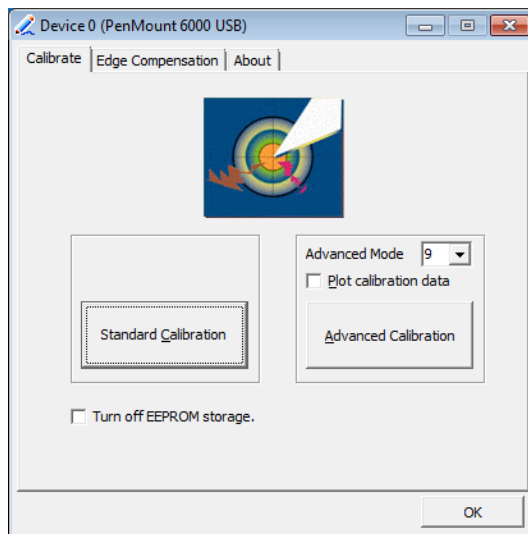 Device 0 (PenMount 6000 USB)
Calibrate Edge Compensation About
Advanced Mode 9
Plot calibration data
Standard Calibration Advanced Calibration
Turn off EEPROM storage.
OK